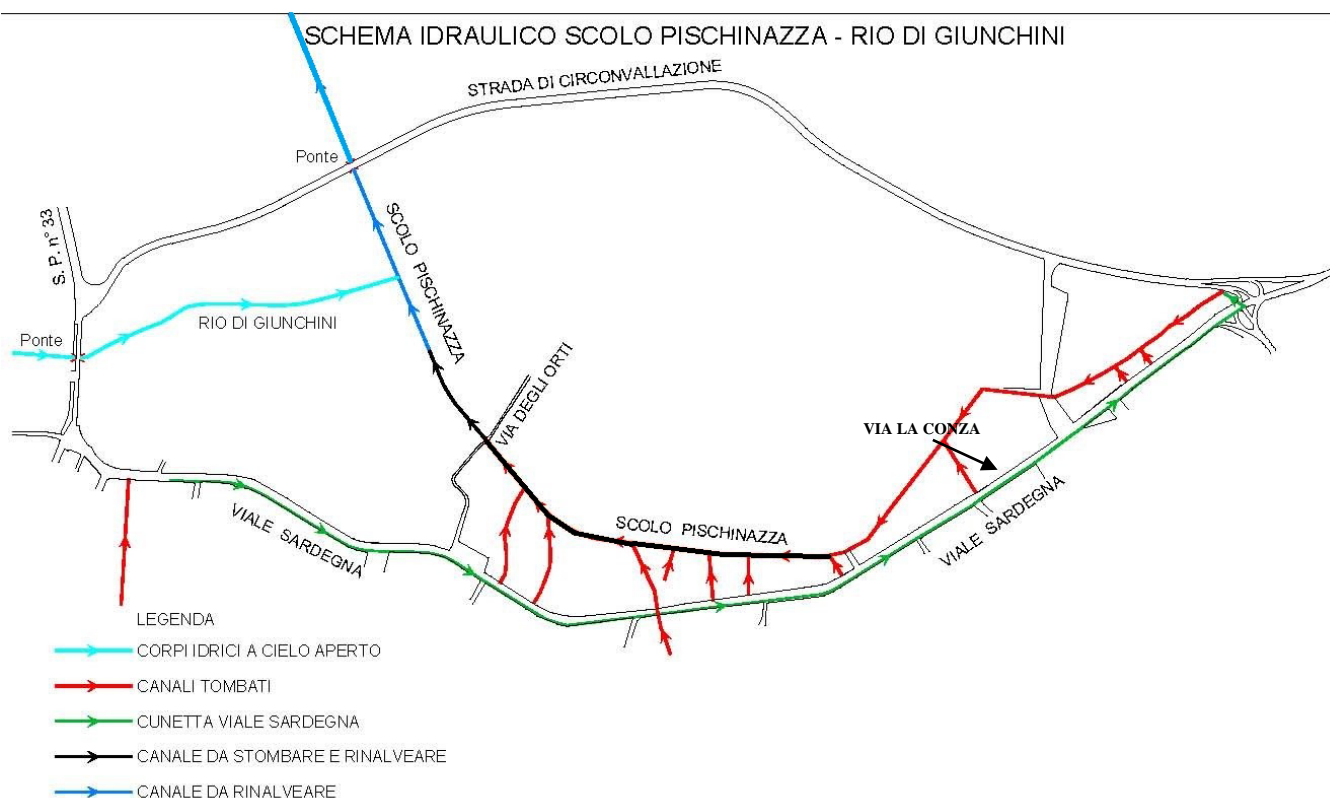 SCHEMA IDRAULICO SCOLO PISCHINAZZA - RIO DI GIUNCHINI
STRADA DI CIRCONVALLAZIONE
Ponte
S. P. n° 33
SCOLO PISCHINAZZA
RIO DI GIUNCHINI
Ponte
VIA DEGLI ORTI
VIA LA CONZA
VIALE SARDEGNA
SCOLO PISCHINAZZA
VIALE SARDEGNA
LEGENDA
CORPI IDRICI A CIELO APERTO
CANALI TOMBATI
CUNETTA VIALE SARDEGNA
CANALE DA STOMBARE E RINALVEARE
CANALE DA RINALVEARE